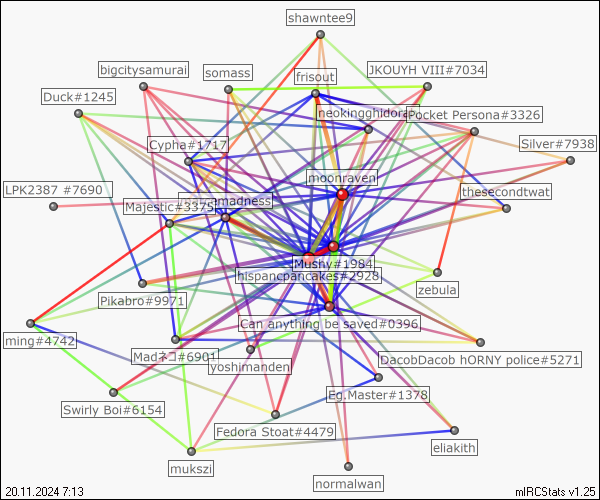 shawntee9
bigcitysamurai
somass
frisout
JKOUYH VIII#7034
Duck#1245
neokingghidorah
Pocket Persona#3326
Cypha#1717
Silver#7938
moonraven
LPK2387 #7690
thesecondtwat
Majestic#3375
madness
Musny#1984
hispancpancakes#2928
zebula
Pikabro#9971
Can anything be saved#0396
ming#4742
Madネコ#6901
yoshimanden
DacobDacob hORNY police#5271
Eg.Master#1378
Swirly Boi#6154
Fedora Stoat#4479
eliakith
mukszi
normalwan
20.11.2024 7:13
mIRCStats v1.25